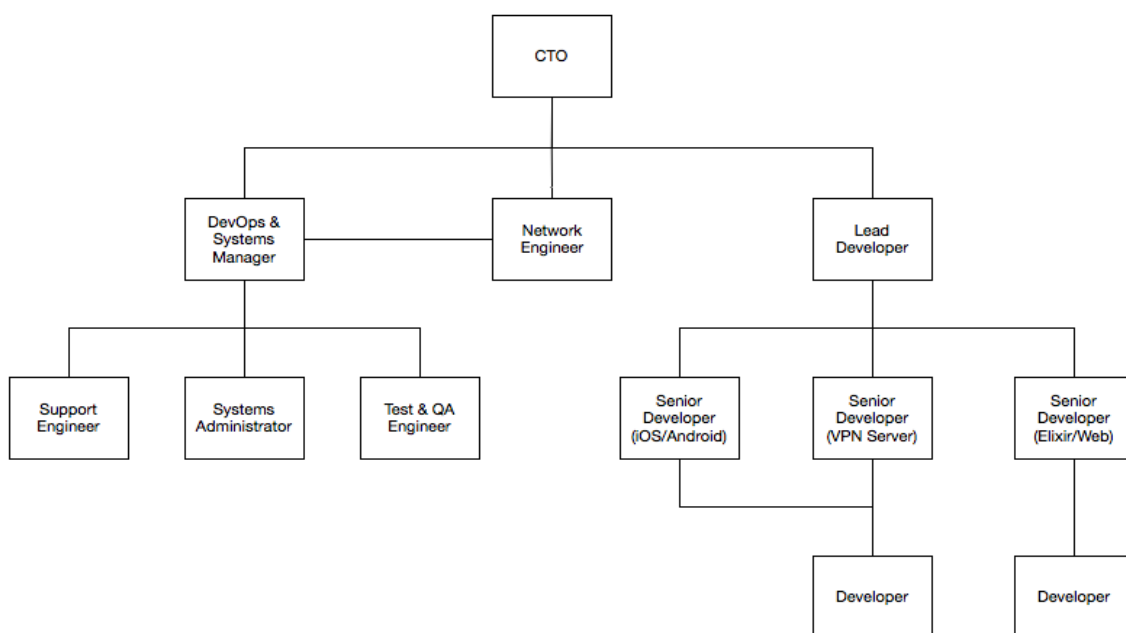 CTO
DevOps &
Systems
Manager
Network
Engineer
Lead
Developer
Support
Engineer
Systems
Administrator
Test & QA
Engineer
Senior
Developer
(iOS/Android)
Senior
Developer
(VPN Server)
Senior
Developer
(Elixir/Web)
Developer
Developer